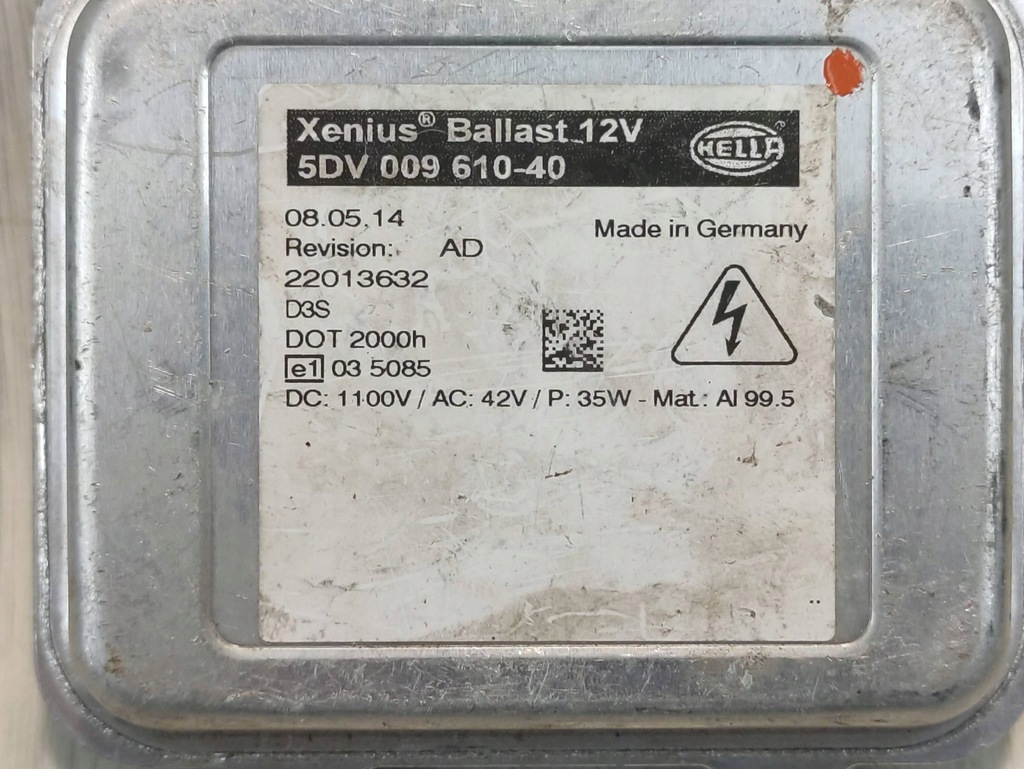 Xenius® Ballast 12V
5DV 009 610-40
HELLA
08.05.14
Made in Germany
Revision: AD
22013632
D3S
DOT 2000h
e1 03 5085
DC: 1100V / AC: 42V / P: 35W - Mat.: Al 99.5